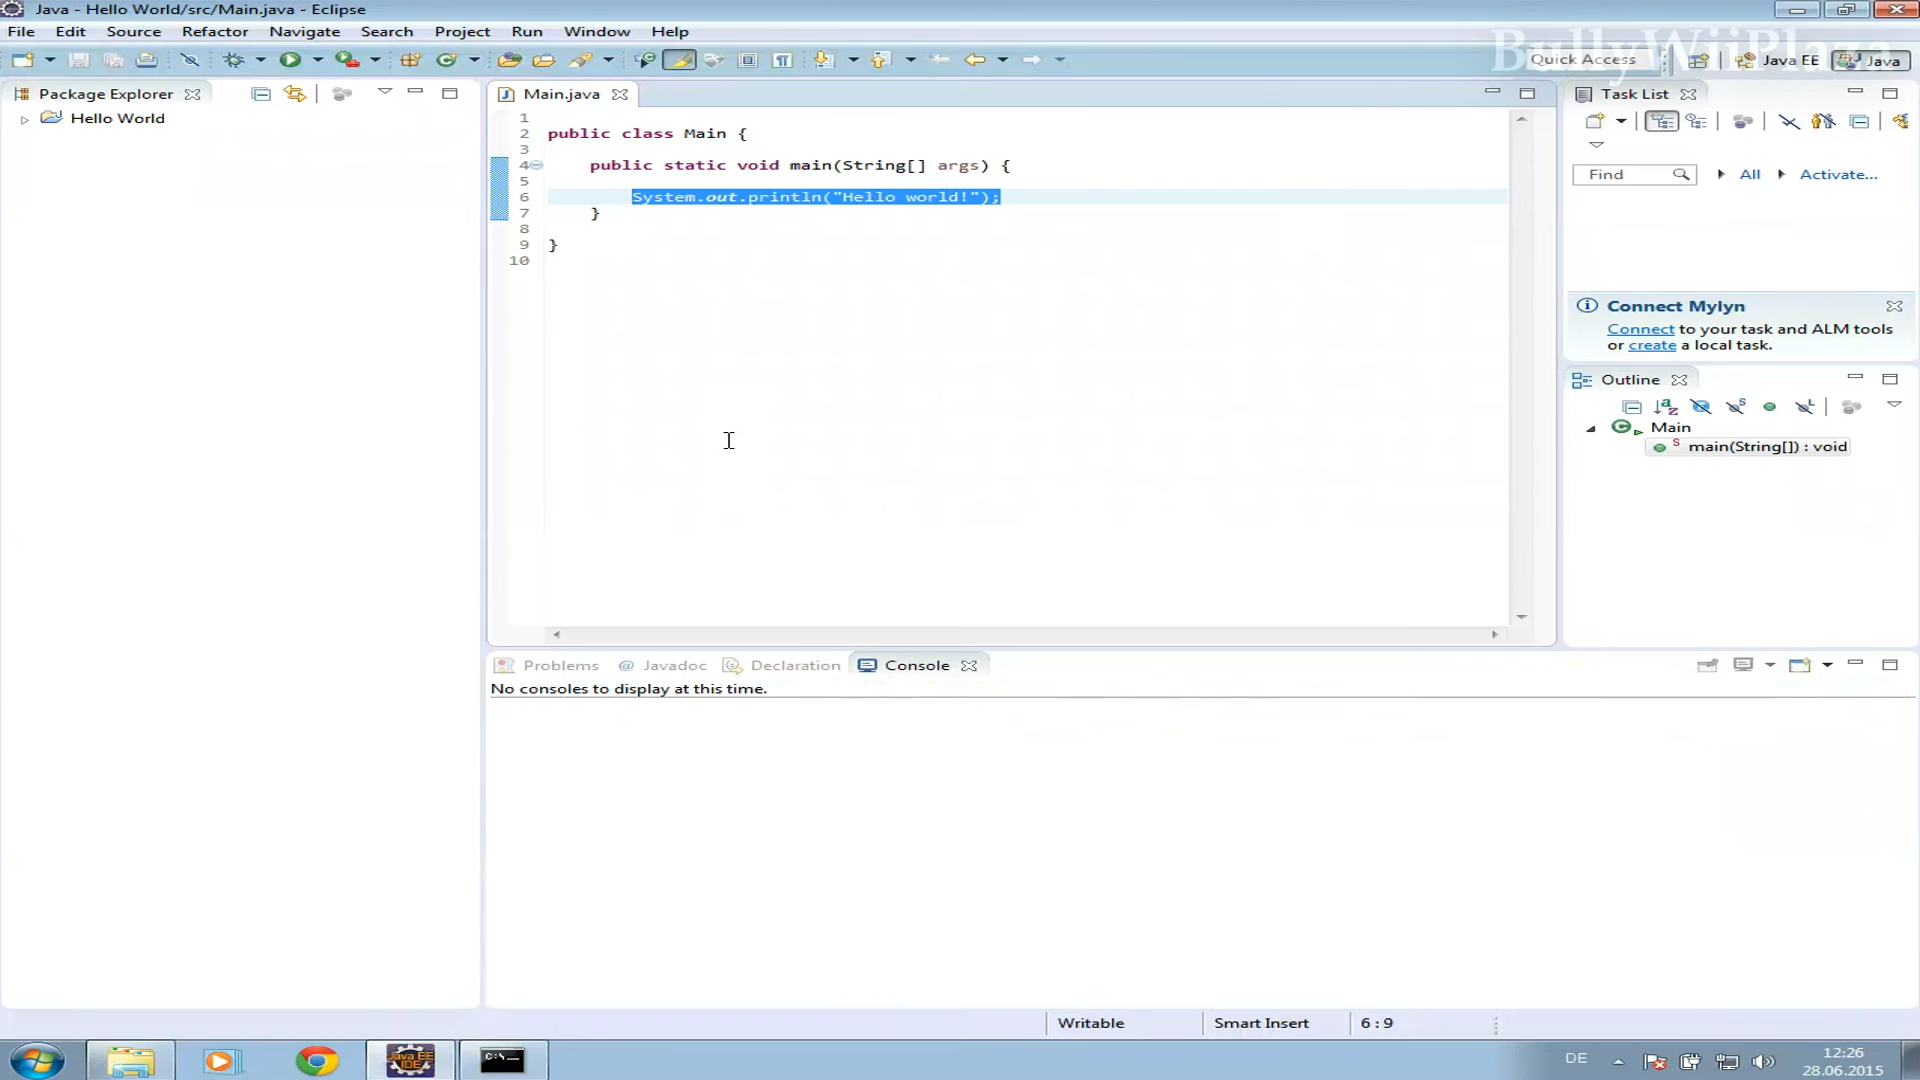 Java - Hello World/src/Main.java - Eclipse
File Edit Source Refactor Navigate Search Project Run Window Help
BullyWiiPlaza
Quick Access Java EE Java
Package Explorer
Hello World
Main.java
1
2 public class Main {
3
4 public static void main(String[] args) {
5
6 System.out.println("Hello world!");
7 }
8
9 }
10
Task List
Find All Activate...
Connect Mylyn
Connect to your task and ALM tools
or create a local task.
Outline
Main
main(String[]) : void
Problems @ Javadoc Declaration Console
No consoles to display at this time.
Writable Smart Insert 6 : 9
Java EE
IDE
C:\
DE
12:26
28.06.2015